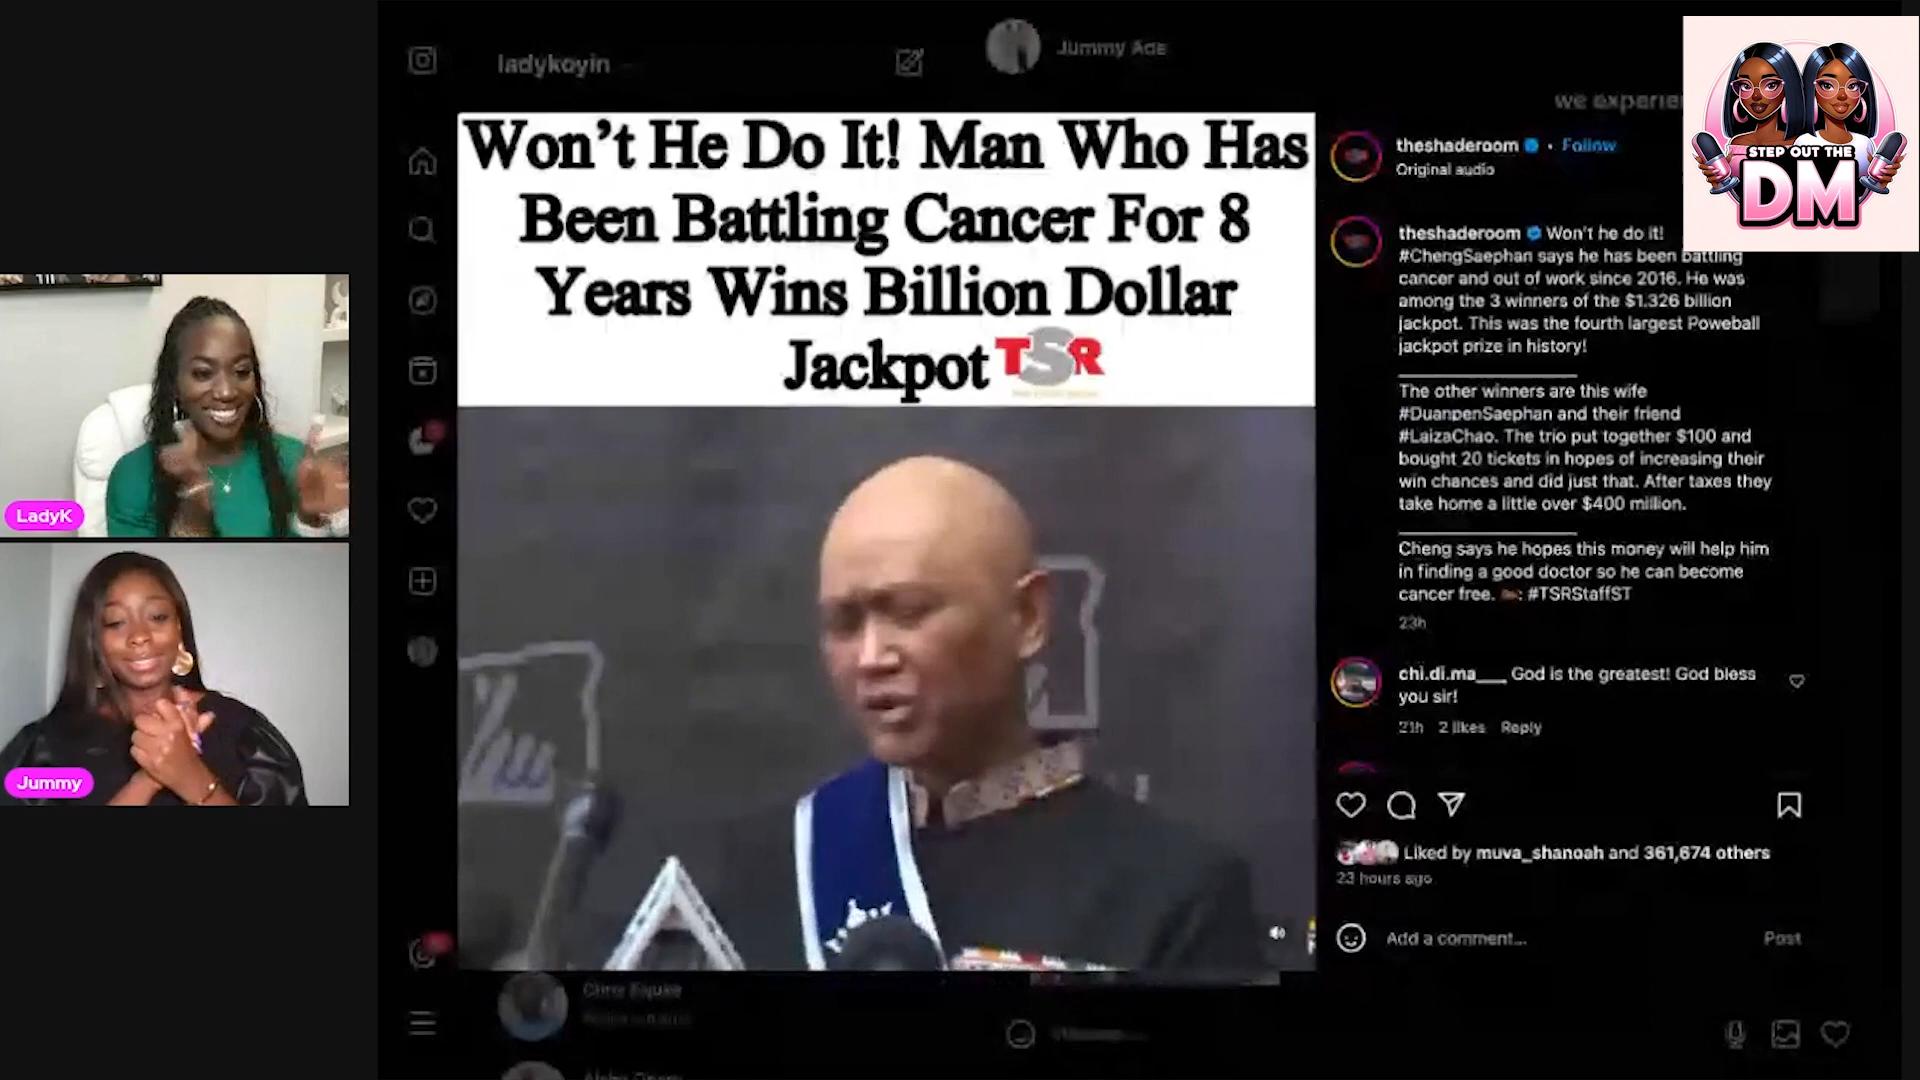 ladykoyin
Jummy Ade
we experie
STEP OUT THE
DM
Won't He Do It! Man Who Has
Been Battling Cancer For 8
Years Wins Billion Dollar
Jackpot TSR
theshaderoom • Follow
Original audio
theshaderoom Won't he do it!
#ChengSaephan says he has been battling
cancer and out of work since 2016. He was
among the 3 winners of the $1.326 billion
jackpot. This was the fourth largest Poweball
jackpot prize in history!
The other winners are this wife
#DuanpenSaephan and their friend
#LaizaChao. The trio put together $100 and
bought 20 tickets in hopes of increasing their
win chances and did just that. After taxes they
take home a little over $400 million.
Cheng says he hopes this money will help him
in finding a good doctor so he can become
cancer free. : #TSRStaffST
23h
chi.di.ma___ God is the greatest! God bless
you sir!
21h 2 likes Reply
Liked by muva_shanoah and 361,674 others
23 hours ago
Add a comment...
Post
LadyK
Jummy